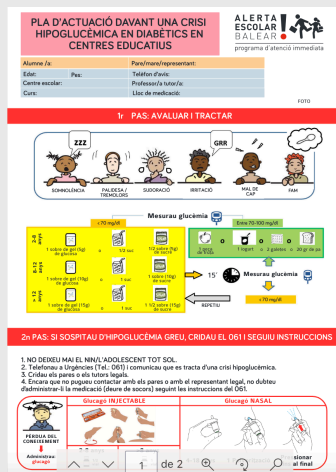 PLA D'ACTUACIÓ DAVANT UNA CRISI
HIPOGLUCÈMICA EN DIABÈTICS EN
CENTRES EDUCATIUS
ALERTA
ESCOLAR
BALEAR
programa d'atenció immediata
Alumne /a:
Pare/mare/representant:
Edat:
Pes:
Telèfon d'avis:
Centre escolar:
Professor/a tutor/a:
Curs:
Lloc de medicació:
FOTO
1r PAS: AVALUAR I TRACTAR
ZZZ
GRR
SOMNOLÈNCIA
PALIDESA /
TREMOLORS
SUDORACIÓ
IRRITACIÓ
MAL DE
CAP
FAM
Mesurau glucèmia
<70 mg/dl
Entre 70-100 mg/dl
anys
1 sobre de gel (5g)
de glucosa
o
1/2 suc
1/2 sobre (5g)
de sucre
1 peça
de fruita
o
1 iogurt
o
2 galetes
o
20 gr de pa
anys
1 sobre de gel (10g)
de glucosa
o
1 suc
1 sobre (10g)
de sucre
15´
Mesurau glucèmia
anys
1 sobre de gel (15g)
de glucosa
o
1 suc
1 1/2 sobre (15g)
de sucre
REPETIU
<70 mg/dl
2n PAS: SI SOSPITAU D'HIPOGLUCÈMIA GREU, CRIDAU EL 061 I SEGUIU INSTRUCCIONS
1. NO DEIXEU MAI EL NIN/L'ADOLESCENT TOT SOL.
2. Telefonau a Urgències (Tel.: 061) i comunicau que es tracta d'una crisi hipoglucèmica.
3. Cridau els pares o els tutors legals.
4. Encara que no pugueu contactar amb els pares o amb el representant legal, no dubteu
d'administrar-li la medicació (deure de socors) seguint les instruccions del 061.
Glucago INJECTABLE
Glucago NASAL
PÈRDUA DEL
CONEIXEMENT
Administrau
glucagó
1
de 2